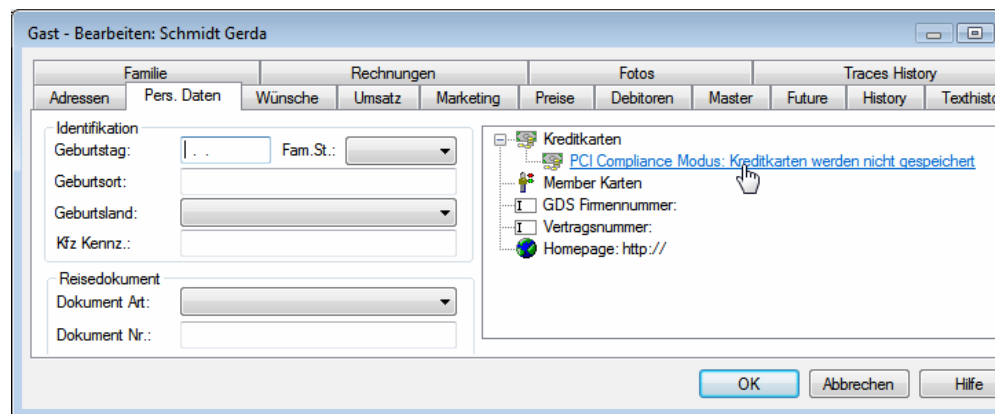 Gast - Bearbeiten: Schmidt Gerda
Familie Rechnungen Fotos Traces History
Adressen Pers. Daten Wünsche Umsatz Marketing Preise Debitoren Master Future History Texthisto
Identifikation
Geburtstag: . . Fam.St.:
Geburtsort:
Geburtsland:
Kfz Kennz.:
Reisedokument
Dokument Art:
Dokument Nr.:
Kreditkarten
PCI Compliance Modus: Kreditkarten werden nicht gespeichert
Member Karten
GDS Firmennummer:
Vertragsnummer:
Homepage: http://
OK Abbrechen Hilfe